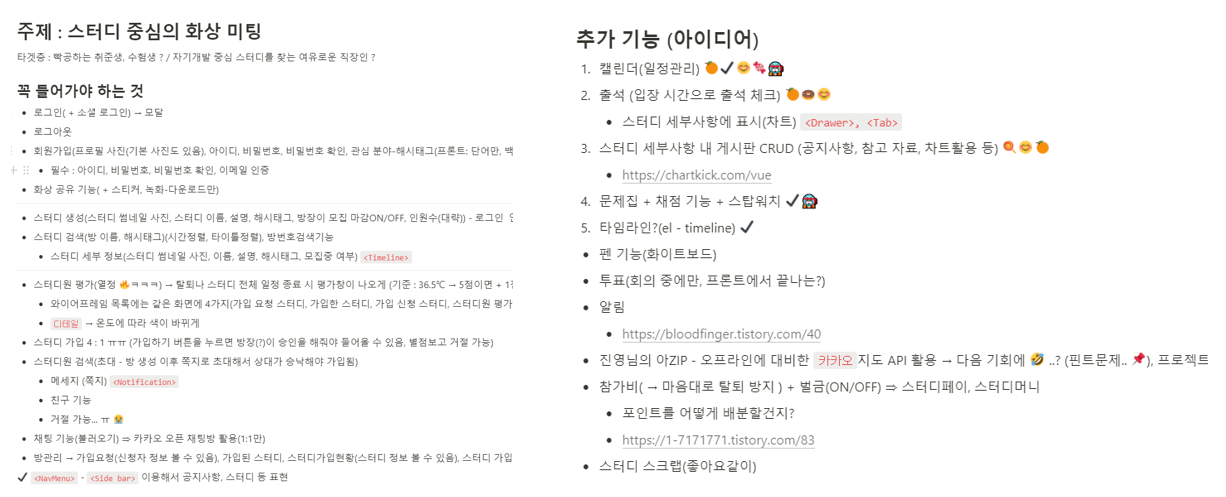 주제 : 스터디 중심의 화상 미팅
타겟층 : 빡공하는 취준생, 수험생 ? / 자기개발 중심 스터디를 찾는 여유로운 직장인 ?
꼭 들어가야 하는 것
로그인( + 소셜 로그인) → 모달
로그아웃
회원가입(프로필 사진(기본 사진도 있음), 아이디, 비밀번호, 비밀번호 확인, 관심 분야-해시태그(프론트: 단어만, 백
필수 : 아이디, 비밀번호, 비밀번호 확인, 이메일 인증
화상 공유 기능( + 스티커, 녹화-다운로드만)
스터디 생성(스터디 썸네일 사진, 스터디 이름, 설명, 해시태그, 방장이 모집 마감ON/OFF, 인원수(대략)) - 로그인
스터디 검색(방 이름, 해시태그)(시간정렬, 타이틀정렬), 방번호검색기능
스터디 세부 정보(스터디 썸네일 사진, 이름, 설명, 해시태그, 모집중 여부) <Timeline>
스터디원 평가(열정 🔥ㅋㅋㅋ) → 탈퇴나 스터디 전체 일정 종료 시 평가창이 나오게 (기준 : 36.5℃ → 5점이면 + 1
와이어프레임 목록에는 같은 화면에 4가지(가입 요청 스터디, 가입한 스터디, 가입 신청 스터디, 스터디원 평가
디테일 → 온도에 따라 색이 바뀌게
스터디 가입 4 : 1 ㅠㅠ (가입하기 버튼을 누르면 방장(?)이 승인을 해줘야 들어올 수 있음, 별점보고 거절 가능)
스터디원 검색(초대 - 방 생성 이후 쪽지로 초대해서 상대가 승낙해야 가입됨)
메세지 (쪽지) <Notification>
친구 기능
거절 가능... ㅠ 😭
채팅 기능(불러오기) ⇒ 카카오 오픈 채팅방 활용(1:1만)
방관리 → 가입요청(신청자 정보 볼 수 있음), 가입된 스터디, 스터디가입현황(스터디 정보 볼 수 있음), 스터디 가입
✔ <NavMenu> - <Side bar> 이용해서 공지사항, 스터디 등 표현
추가 기능 (아이디어)
1. 캘린더(일정관리) 🍊✔😊🍬👨‍🚀
2. 출석 (입장 시간으로 출석 체크) 🍊🍩😊
스터디 세부사항에 표시(차트) <Drawer>, <Tab>
3. 스터디 세부사항 내 게시판 CRUD (공지사항, 참고 자료, 차트활용 등) 🍭😊🍊
https://chartkick.com/vue
4. 문제집 + 채점 기능 + 스탑워치 ✔👨‍🚀
5. 타임라인?(el - timeline) ✔
펜 기능(화이트보드)
투표(회의 중에만, 프론트에서 끝나는?)
알림
https://bloodfinger.tistory.com/40
진영님의 아ZIP - 오프라인에 대비한 카카오지도 API 활용 → 다음 기회에 🤣 ..? (핀트문제.. 📌), 프로젝트
참가비( → 마음대로 탈퇴 방지 ) + 벌금(ON/OFF) ⇒ 스터디페이, 스터디머니
포인트를 어떻게 배분할건지?
https://1-7171771.tistory.com/83
스터디 스크랩(좋아요같이)